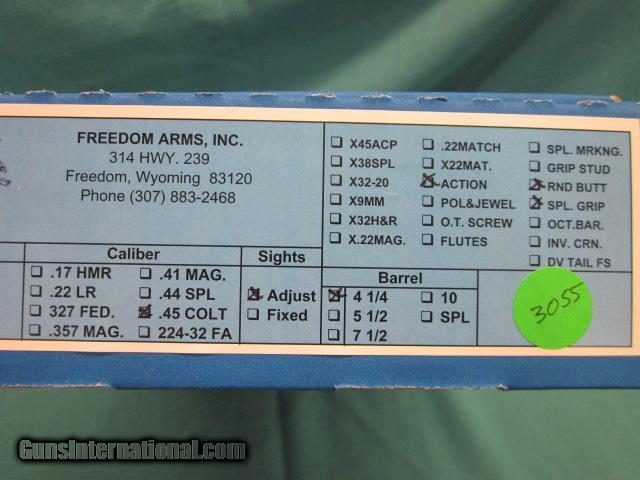 FREEDOM ARMS, INC.
314 HWY. 239
Freedom, Wyoming 83120
Phone (307) 883-2468
X45ACP .22MATCH SPL. MRKNG.
X38SPL X22MAT. GRIP STUD
X32-20 ACTION RND BUTT
X9MM POL&JEWEL SPL. GRIP
X32H&R O.T. SCREW OCT.BAR.
X.22MAG. FLUTES INV. CRN.
DV TAIL FS
Caliber
.17 HMR .41 MAG.
.22 LR .44 SPL
327 FED. .45 COLT
.357 MAG. 224-32 FA
Sights
Adjust
Fixed
Barrel
4 1/4 10
5 1/2 SPL
7 1/2
3055
GunsInternational.com